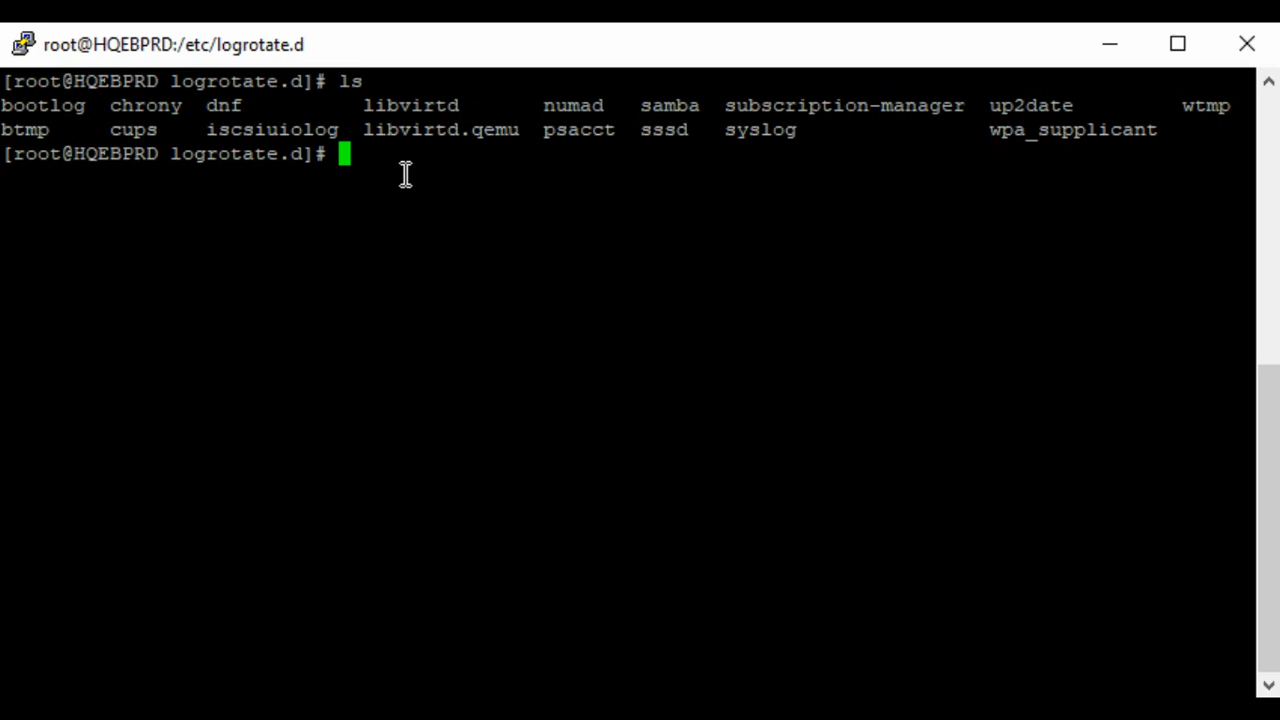 root@HQEBPRD:/etc/logrotate.d
[root@HQEBPRD logrotate.d]# ls
bootlog chrony dnf libvirtd numad samba subscription-manager up2date wtmp
btmp cups iscsiuiolog libvirtd.qemu psacct sssd syslog wpa_supplicant
[root@HQEBPRD logrotate.d]#